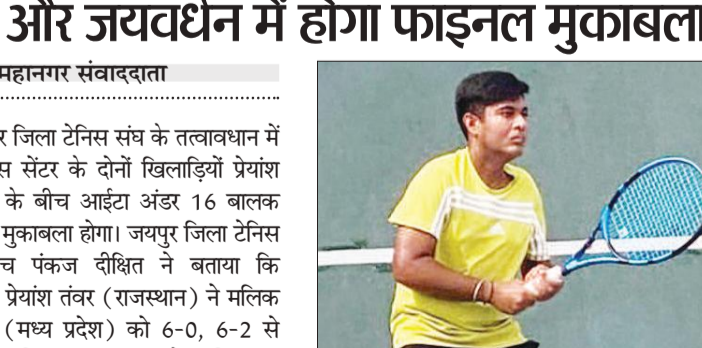 और जयवर्धन में होगा फाइनल मुकाबला
महानगर संवाददाता
जिला टेनिस संघ के तत्वावधान में
सेंटर के दोनों खिलाड़ियों प्रेयांश
के बीच आईटा अंडर 16 बालक
मुकाबला होगा। जयपुर जिला टेनिस
पंकज दीक्षित ने बताया कि
प्रेयांश तंवर (राजस्थान) ने मलिक
(मध्य प्रदेश) को 6-0, 6-2 से